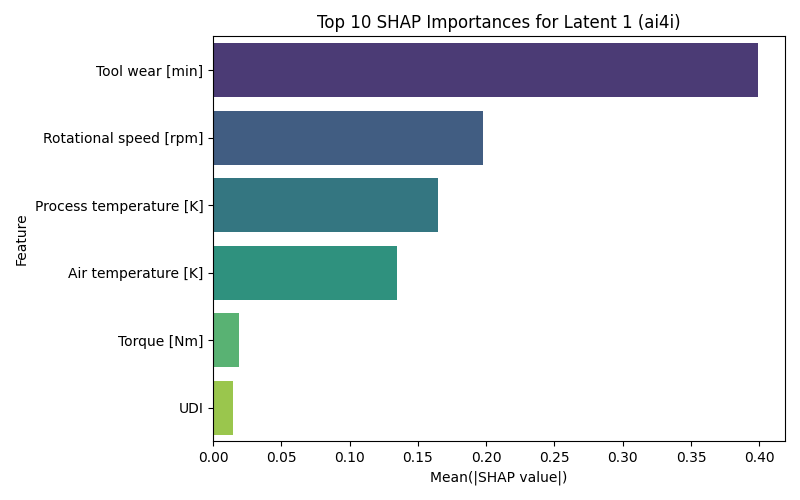 Top 10 SHAP Importances for Latent 1 (ai4i)
Feature
Tool wear [min]
Rotational speed [rpm]
Process temperature [K]
Air temperature [K]
Torque [Nm]
UDI
0.00 0.05 0.10 0.15 0.20 0.25 0.30 0.35 0.40
Mean(|SHAP value|)